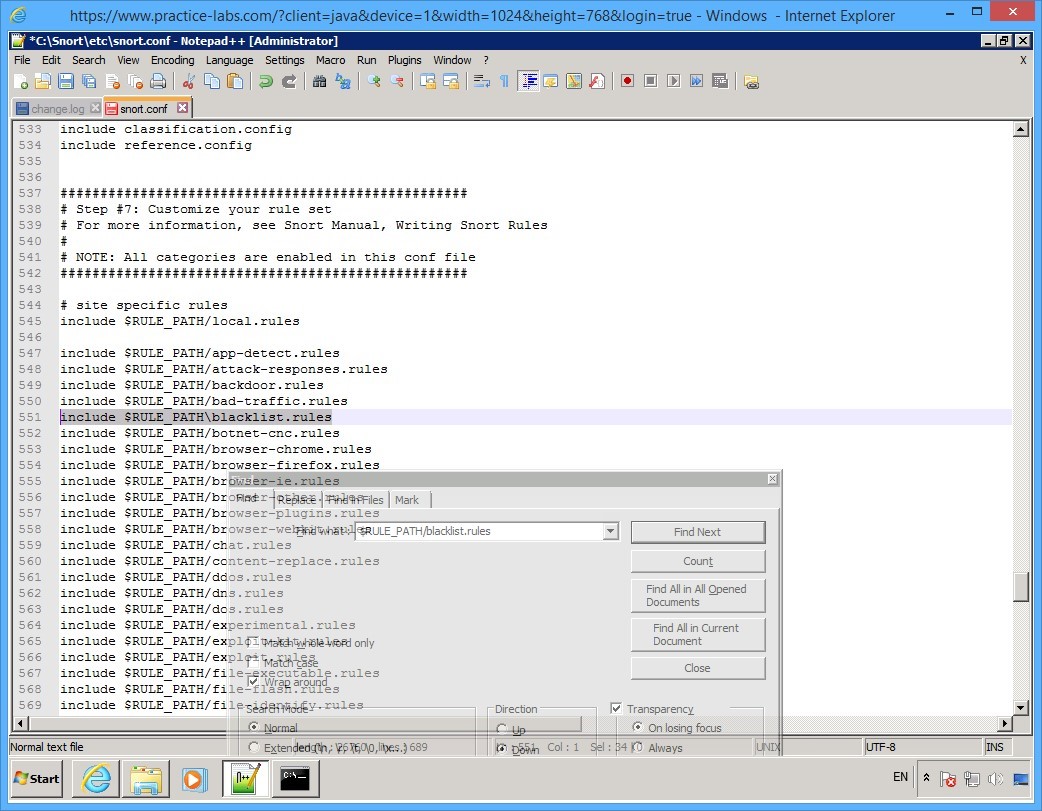 https://www.practice-labs.com/?client=java&device=1&width=1024&height=768&login=true - Windows - Internet Explorer
*C:\Snort\etc\snort.conf - Notepad++ [Administrator]
File Edit Search View Encoding Language Settings Macro Run Plugins Window ? X
change.log snort.conf
533 include classification.config
534 include reference.config
535
536
537 ###################################################
538 # Step #7: Customize your rule set
539 # For more information, see Snort Manual, Writing Snort Rules
540 #
541 # NOTE: All categories are enabled in this conf file
542 ###################################################
543
544 # site specific rules
545 include $RULE_PATH/local.rules
546
547 include $RULE_PATH/app-detect.rules
548 include $RULE_PATH/attack-responses.rules
549 include $RULE_PATH/backdoor.rules
550 include $RULE_PATH/bad-traffic.rules
551 include $RULE_PATH\blacklist.rules
552 include $RULE_PATH/botnet-cnc.rules
553 include $RULE_PATH/browser-chrome.rules
554 include $RULE_PATH/browser-firefox.rules
555 include $RULE_PATH/browser-ie.rules
556 include $RULE_PATH/browser-other.rules
557 include $RULE_PATH/browser-plugins.rules
558 include $RULE_PATH/browser-webkit.rules
559 include $RULE_PATH/chat.rules
560 include $RULE_PATH/content-replace.rules
561 include $RULE_PATH/ddos.rules
562 include $RULE_PATH/dns.rules
563 include $RULE_PATH/dos.rules
564 include $RULE_PATH/experimental.rules
565 include $RULE_PATH/exploit-kit.rules
566 include $RULE_PATH/exploit.rules
567 include $RULE_PATH/file-executable.rules
568 include $RULE_PATH/file-flash.rules
569 include $RULE_PATH/file-identify.rules
Find Replace Find in Files Mark
Find what : $RULE_PATH/blacklist.rules
Find Next
Count
Find All in All Opened
Documents
Find All in Current
Document
Close
Match whole word only
Match case
Wrap around
Search Mode
Normal
Extended (\n, \r, \t, \0, \x...)
Direction
Up
Down
Transparency
On losing focus
Always
Normal text file length : 26760 lines : 689 Ln : 551 Col : 1 Sel : 34 UNIX UTF-8 INS
Start
EN